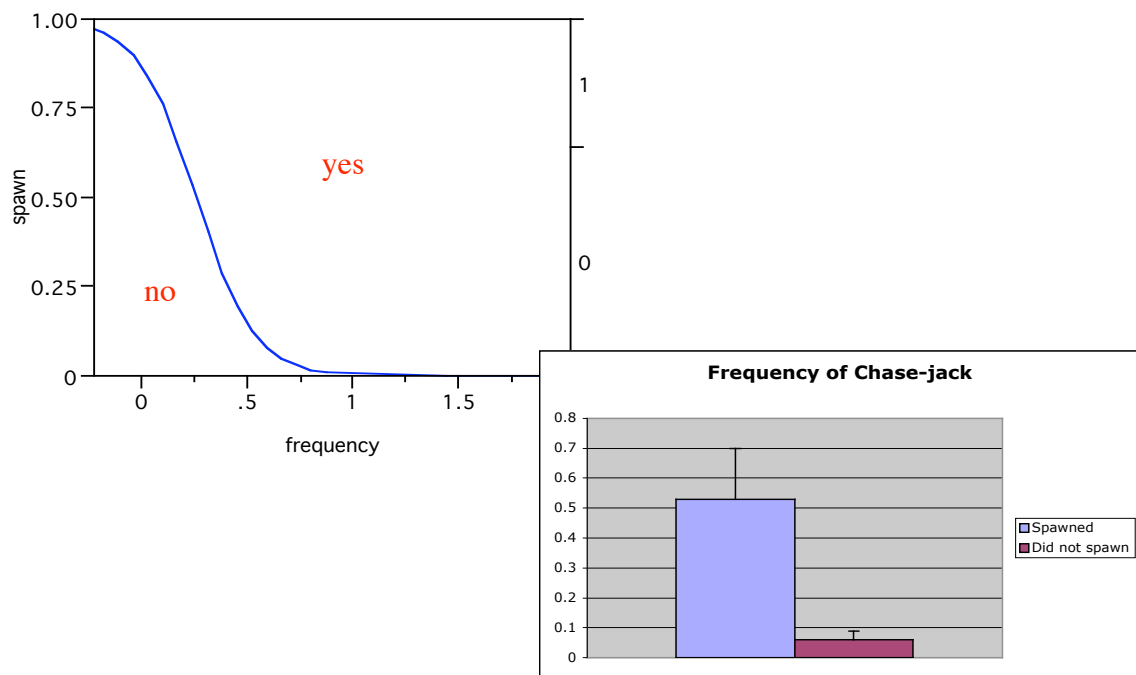 1.00
0.75
0.50
0.25
0
spawn
yes
no
1
0
0
.5
1
1.5
frequency
Frequency of Chase-jack
0.8
0.7
0.6
0.5
0.4
0.3
0.2
0.1
0
Spawned
Did not spawn